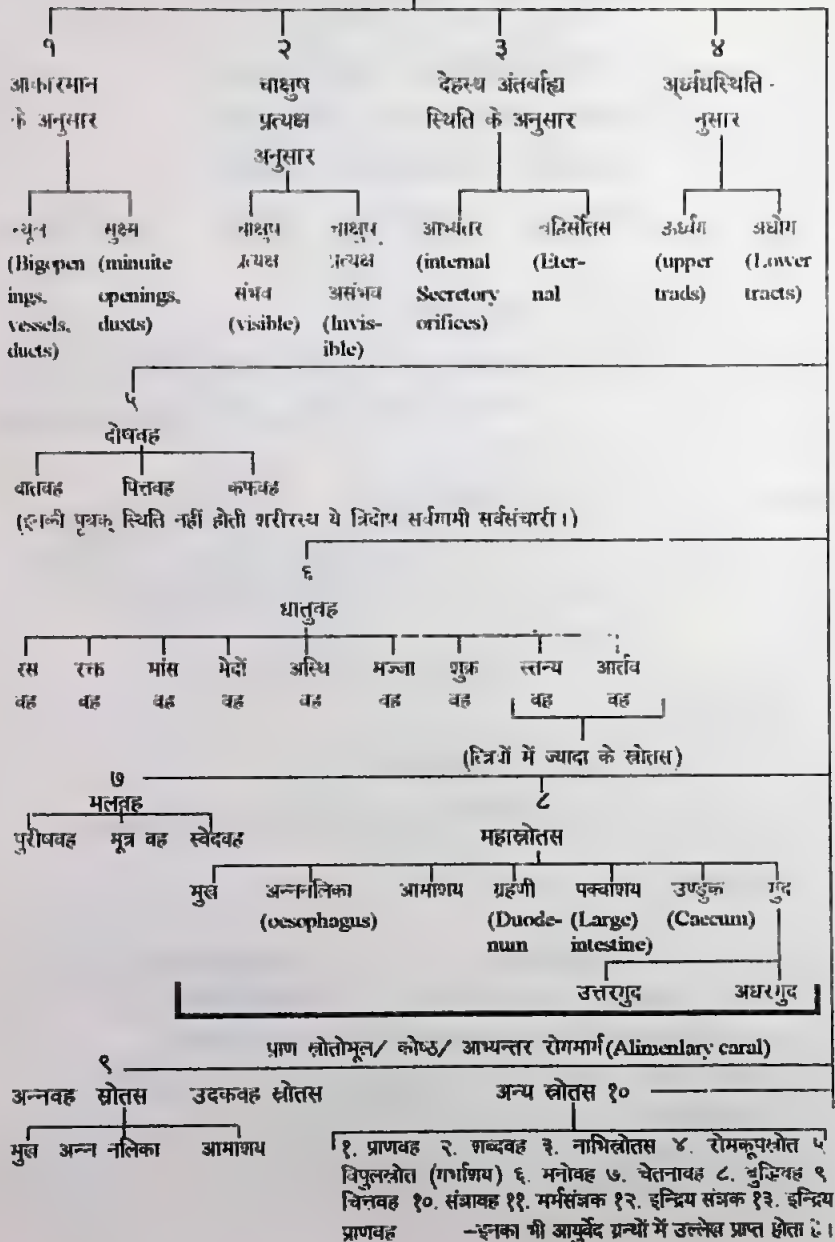 १ २ ३ ४
आकारमान चाक्षुष देहस्थ अंतर्बाह्य अ्र्ध्वधस्थिति -
के अनुसार प्रत्यक्ष स्थिति के अनुसार नुसार
अनुसार
स्थूल सुक्ष्म चाक्षुष चाक्षुष आभ्यंतर बहिर्सोतस ऊर्ध्वग अधोग
(Bigopen (minuite प्रत्यक्ष प्रत्यक्ष (internal (Eter- (upper (Lower
ings, openings, संभव असंभव Secretory nal trads) tracts)
vessels, duxts) (visible) (Invis- orifices)
ducts) ible)
५
दोषवह
वातवह पित्तवह कफवह
(इनकी पृथक् स्थिति नहीं होती शरीरस्थ ये त्रिदोष सर्वगामी सर्वसंचारी।)
६
धातुवह
रस रक्त मांस मेदों अस्थि मज्जा शुक्र स्तन्य आर्त्तव
वह वह वह वह वह वह वह वह वह
(स्त्रियों में ज्यादा के स्रोतस)
७ ८
मलवह
पुरीषवह मूत्र वह स्वेदवह महास्रोतस
मुख अन्ननलिका आमाशय ग्रहणी पक्वाशय उण्डुक गुद
(oesophagus) (Duode- (Large) (Caecum)
num intestine)
उत्तरगुद अधरगुद
प्राण स्रोतोमूल/ कोष्ठ/ आभ्यन्तर रोगमार्ग (Alimenlary caral)
९
अन्नवह स्रोतस उदकवह स्रोतस अन्य स्रोतस १०
मुख अन्न नलिका आमाशय
१. प्राणवह २. शब्दवह ३. नाभिस्रोतस ४. रोमकूपस्रोत ५
विपुलस्रोत (गर्भाशय) ६. मनोवह ७. चेतनावह ८. बुद्धिवह ९
चित्तवह १०. संज्ञावह ११. मर्मसंज्ञक १२. इन्द्रिय संज्ञक १३. इन्द्रिय
प्राणवह –इनका भी आयुर्वेद ग्रन्थों में उल्लेख प्राप्त होता है।